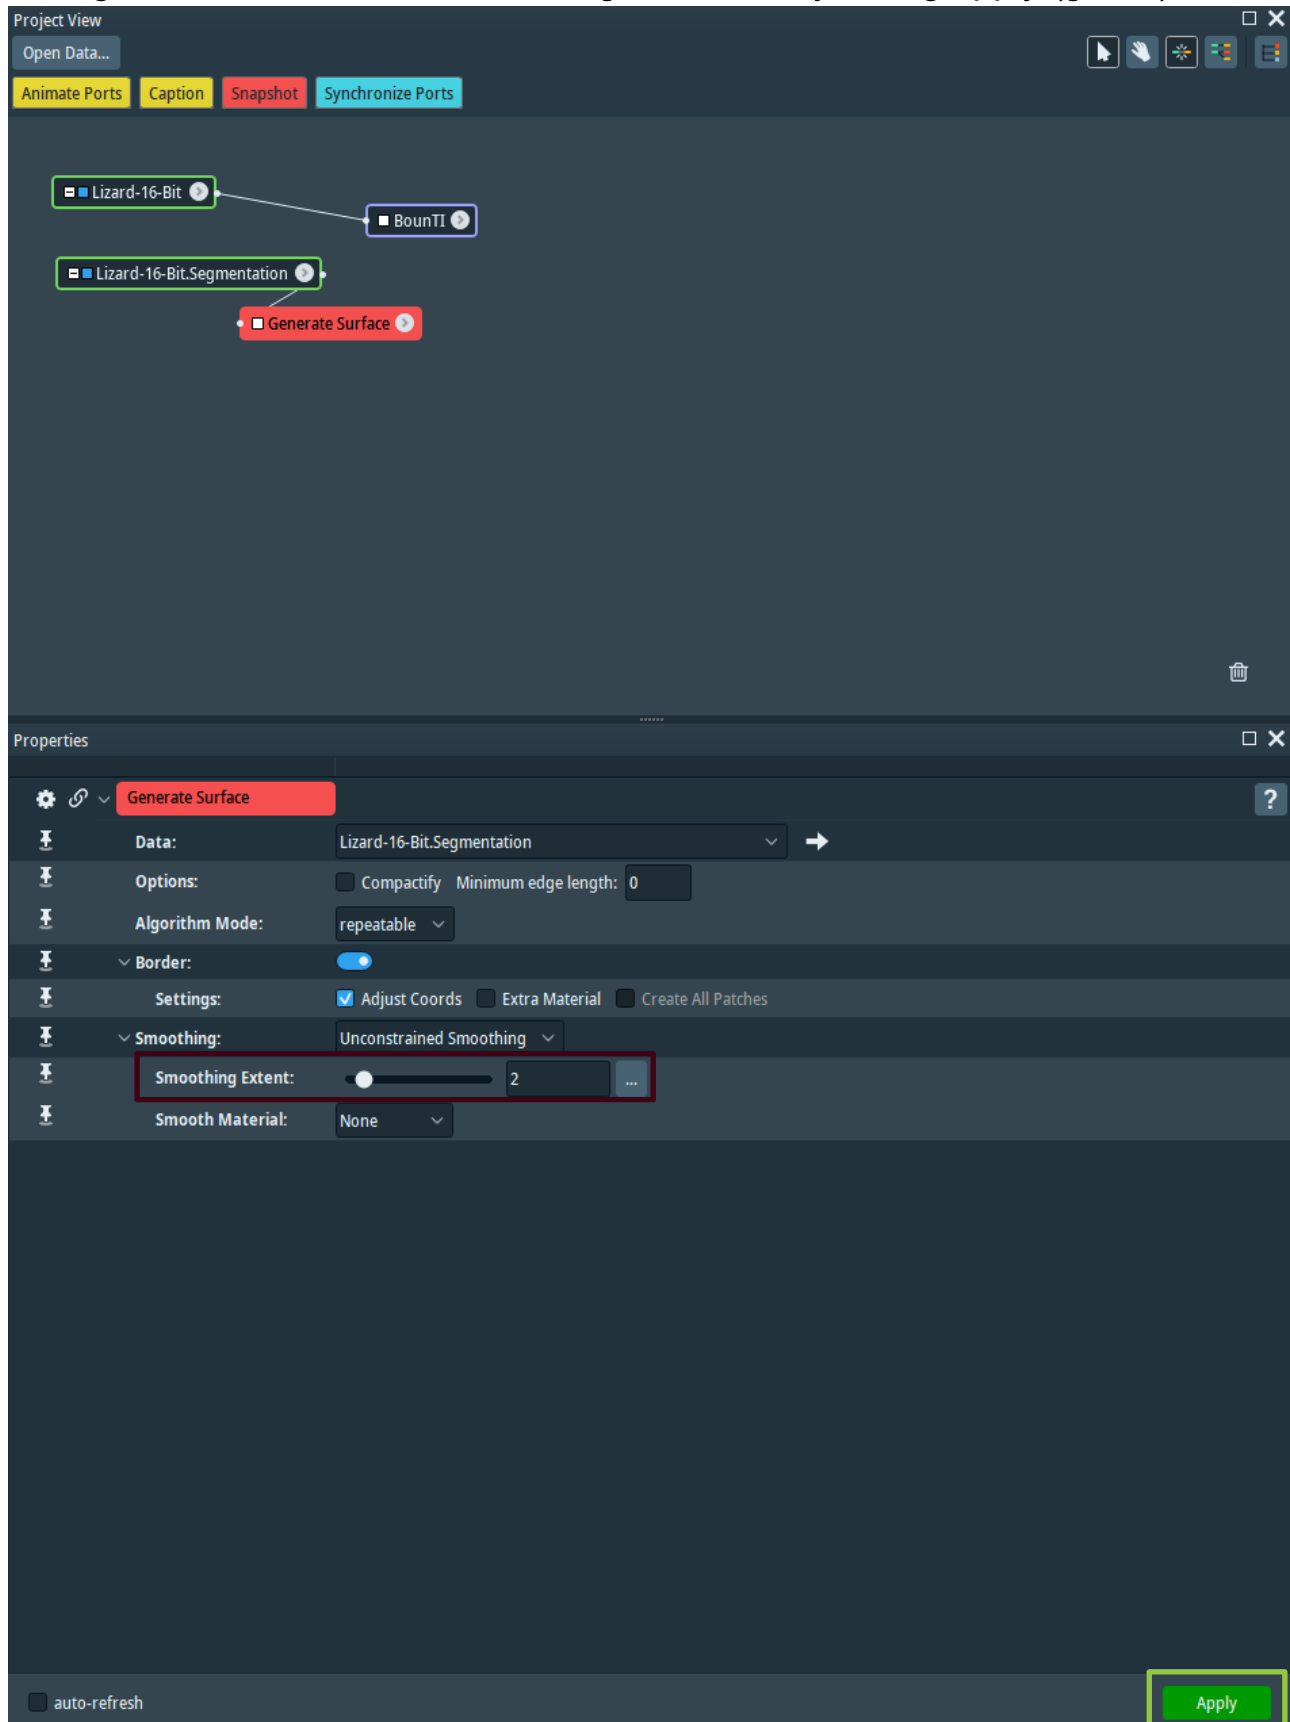 Project View
Open Data...
Animate Ports Caption Snapshot Synchronize Ports
Lizard-16-Bit
BounTI
Lizard-16-Bit.Segmentation
Generate Surface
Properties
Generate Surface ?
Data: Lizard-16-Bit.Segmentation
Options: Compactify Minimum edge length: 0
Algorithm Mode: repeatable
Border:
Settings: Adjust Coords Extra Material Create All Patches
Smoothing: Unconstrained Smoothing
Smoothing Extent: 2 ...
Smooth Material: None
auto-refresh Apply